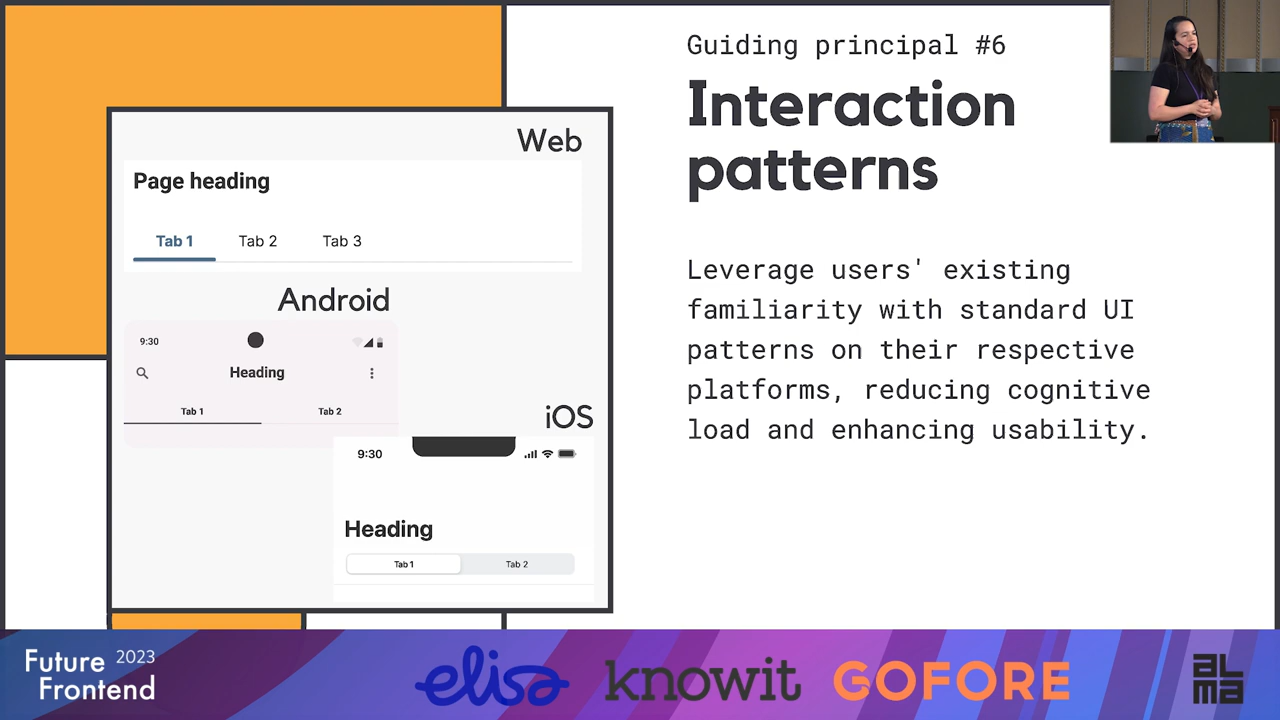 Guiding principal #6
Interaction
patterns
Leverage users' existing
familiarity with standard UI
patterns on their respective
platforms, reducing cognitive
load and enhancing usability.
Web
Page heading
Tab 1 Tab 2 Tab 3
Android
9:30
Heading
Tab 1 Tab 2
iOS
9:30
Heading
Tab 1 Tab 2
Future 2023
Frontend
elisa
knowit
GOFORE
alma